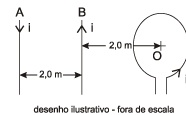 A B
i i
2,0 m
O
2,0 m
i
desenho ilustrativo - fora de escala